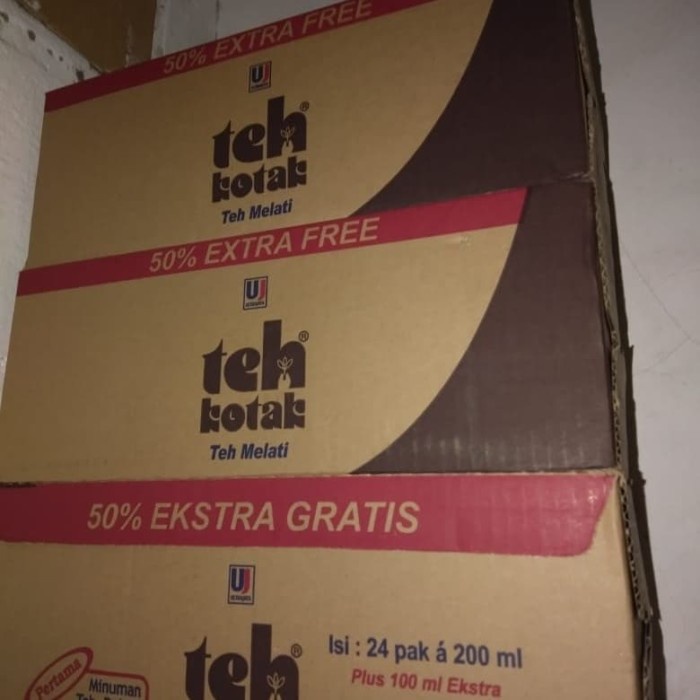 50% EXTRA FREE
UJ
teh®
kotak
Teh Melati
50% EXTRA FREE
UJ
teh®
kotak
Teh Melati
50% EKSTRA GRATIS
UJ
teh®
Isi : 24 pak á 200 ml
Plus 100 ml Ekstra
Pertama
Minuman